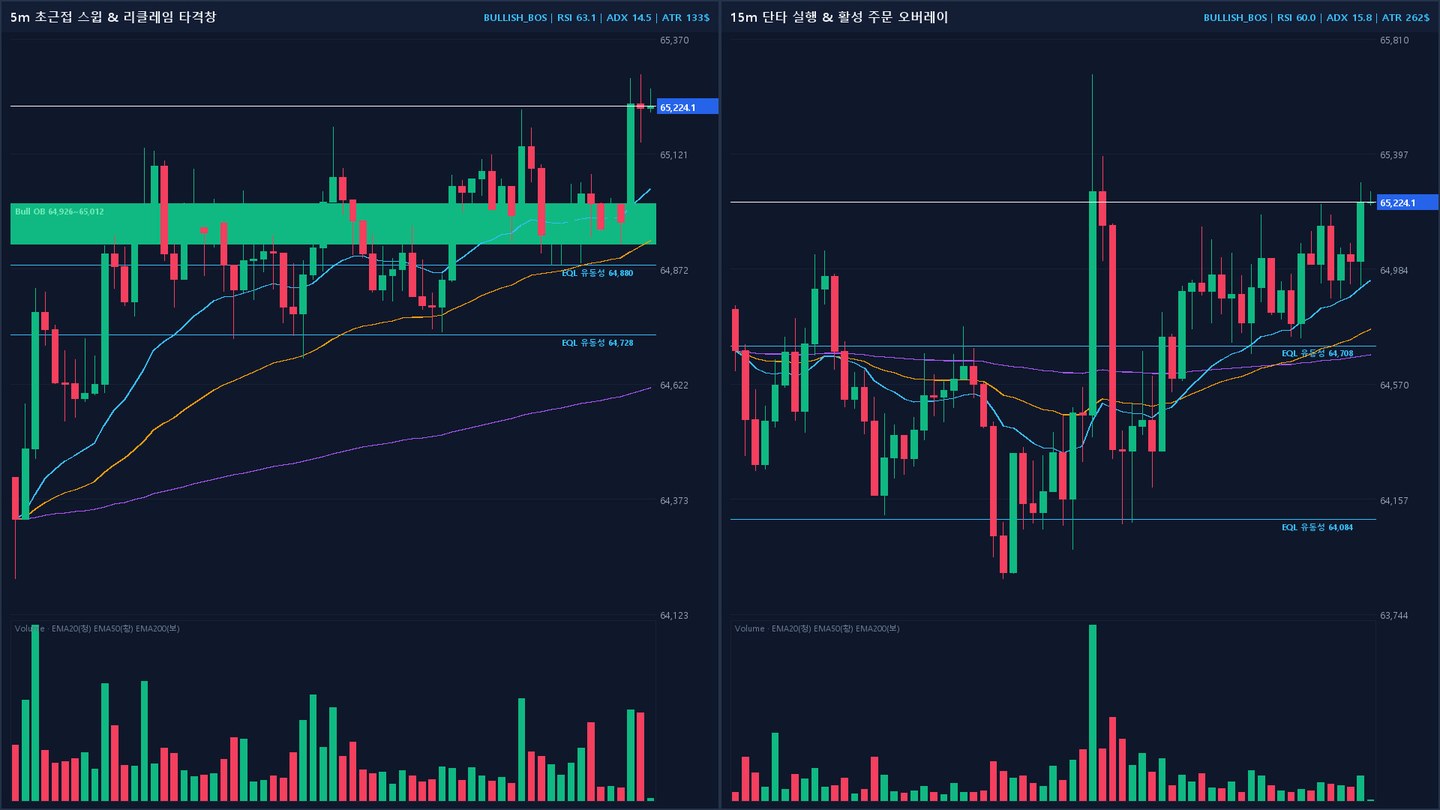 5m 초근접 스윕 & 리클레임 타격창
BULLISH_BOS | RSI 63.1 | ADX 14.5 | ATR 133$
65,370
65,224.1
65,121
Bull OB 64,926~65,012
64,872
EQL 유동성 64,880
EQL 유동성 64,728
64,622
64,373
64,123
Volume · EMA20(청) EMA50(황) EMA200(보)
15m 단타 실행 & 활성 주문 오버레이
BULLISH_BOS | RSI 60.0 | ADX 15.8 | ATR 262$
65,810
65,397
65,224.1
64,984
EQL 유동성 64,708
64,570
64,157
EQL 유동성 64,084
63,744
Volume · EMA20(청) EMA50(황) EMA200(보)